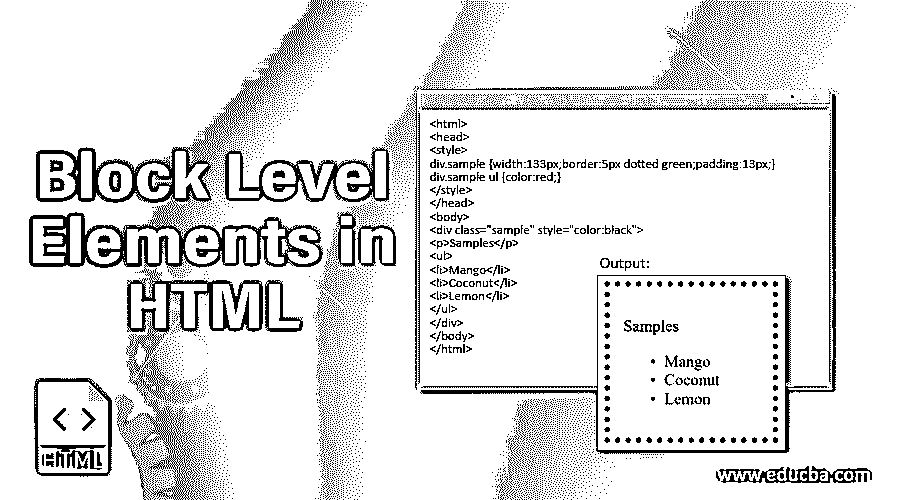 Block Level
Elements in
HTML
<html>
<head>
<style>
div.sample {width:133px;border:5px dotted green;padding:13px;}
div.sample ul {color:red;}
</style>
</head>
<body>
<div class="sample" style="color:black">
<p>Samples</p>
<ul>
<li>Mango</li>
<li>Coconut</li>
<li>Lemon</li>
</ul>
</div>
</body>
</html>
Output:
Samples
• Mango
• Coconut
• Lemon
HTML
www.educba.com